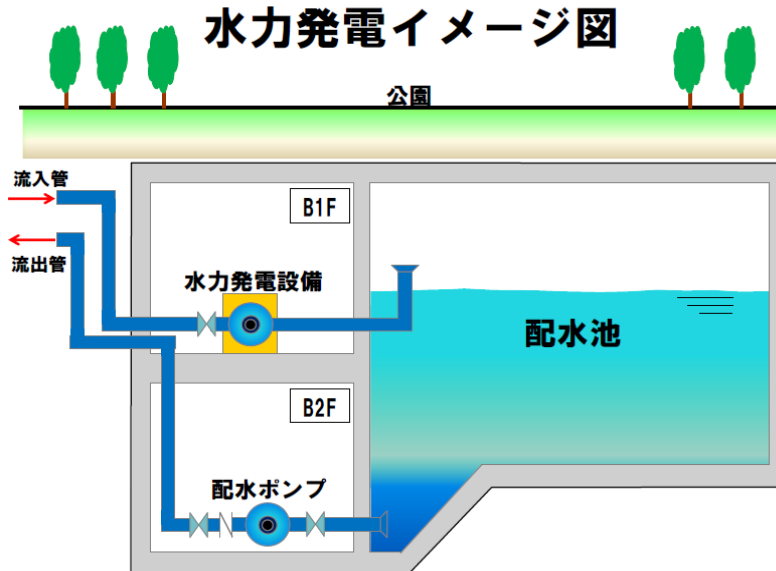 水力発電イメージ図
公園
流入管
B1F
流出管
水力発電設備
配水池
B2F
配水ポンプ